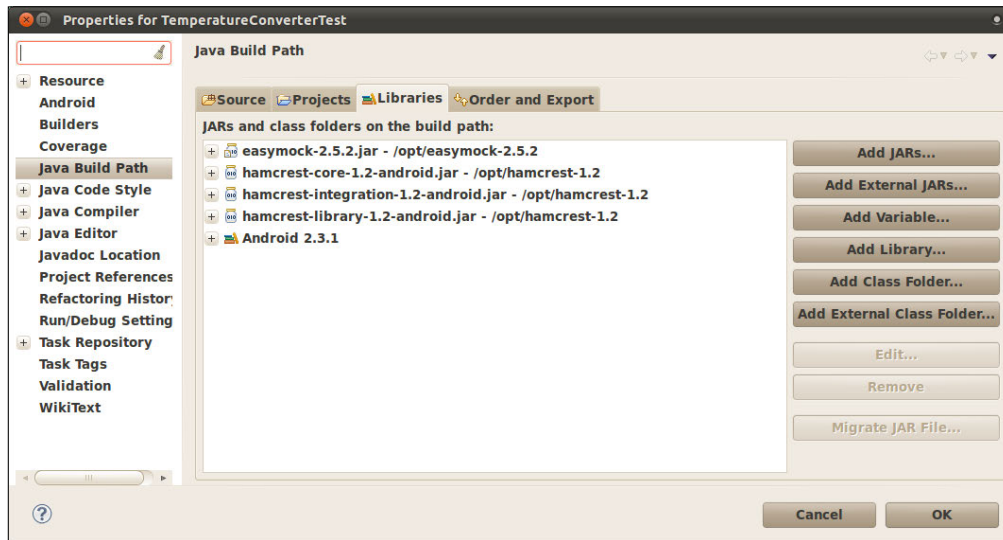 Properties for TemperatureConverterTest
Java Build Path
Resource
Android
Builders
Coverage
Java Build Path
Java Code Style
Java Compiler
Java Editor
Javadoc Location
Project References
Refactoring Histor
Run/Debug Setting
Task Repository
Task Tags
Validation
WikiText
Source Projects Libraries Order and Export
JARs and class folders on the build path:
easymock-2.5.2.jar - /opt/easymock-2.5.2
hamcrest-core-1.2-android.jar - /opt/hamcrest-1.2
hamcrest-integration-1.2-android.jar - /opt/hamcrest-1.2
hamcrest-library-1.2-android.jar - /opt/hamcrest-1.2
Android 2.3.1
Add JARs...
Add External JARs...
Add Variable...
Add Library...
Add Class Folder...
Add External Class Folder...
Edit...
Remove
Migrate JAR File...
Cancel OK